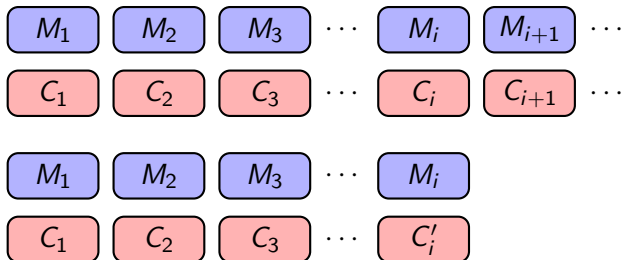 M₁ M₂ M₃ ⋯ Mᵢ Mᵢ₊₁ ⋯
C₁ C₂ C₃ ⋯ Cᵢ Cᵢ₊₁ ⋯
M₁ M₂ M₃ ⋯ Mᵢ
C₁ C₂ C₃ ⋯ C′ᵢ